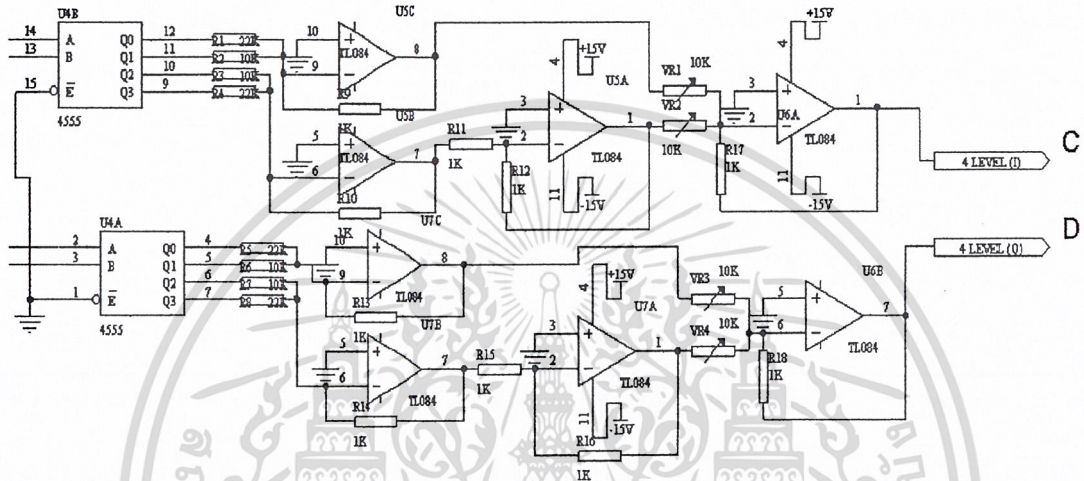 U4B
14 A Q0 12 R1 22K
13 B Q1 11 R2 10K
Q2 10 R3 10K
15 E Q3 9 R4 22K
4555
U5C
10
9
8
TL084
R9
1K
U5B
5
6
7
TL084
R10
1K
R11
1K
R12
1K
U5A
+15V
4
3
2
1
11
-15V
TL084
VR1 10K
VR2
10K
+15V
4
3
2
1
U6A
TL084
11
-15V
R17
1K
4 LEVEL (I)
C
U4A
2 A Q0 4 R5 22K
3 B Q1 5 R6 10K
Q2 6 R7 10K
1 E Q3 7 R8 22K
4555
U7C
10
9
8
TL084
R13
1K
U7B
5
6
7
TL084
R14
1K
R15
1K
U7A
+15V
4
3
2
1
11
-15V
TL084
R16
1K
VR3 10K
VR4 10K
U6B
5
6
7
TL084
R18
1K
4 LEVEL (Q)
D